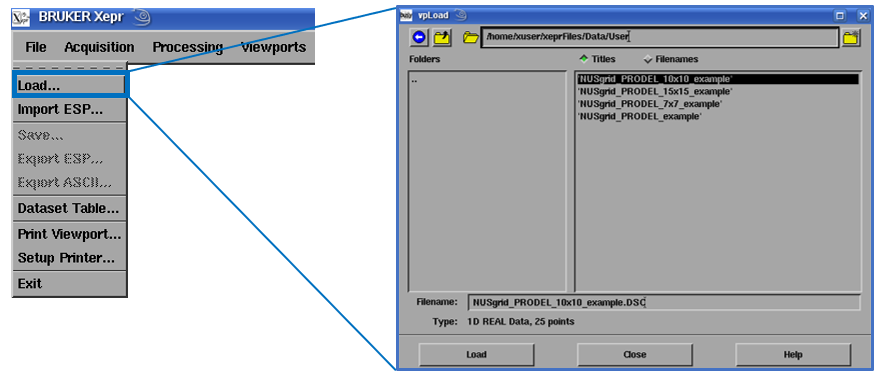 BRUKER Xepr
File Acquisition Processing Viewports
Load...
Import ESP...
Save...
Export ESP...
Export ASCII...
Dataset Table...
Print Viewport...
Setup Printer...
Exit
vpLoad
/home/xuser/xeprFiles/Data/User
Folders
Titles Filenames
..
'NUSgrid_PRODEL_10x10_example'
'NUSgrid_PRODEL_15x15_example'
'NUSgrid_PRODEL_7x7_example'
'NUSgrid_PRODEL_example'
Filename: NUSgrid_PRODEL_10x10_example.DSC
Type: 1D REAL Data, 25 points
Load Close Help